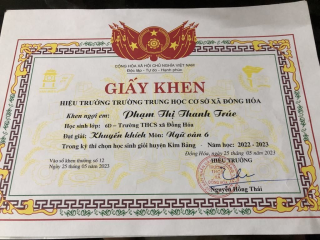 CỘNG HÒA XÃ HỘI CHỦ NGHĨA VIỆT NAM
Độc lập - Tự do - Hạnh phúc
GIẤY KHEN
HIỆU TRƯỞNG TRƯỜNG TRUNG HỌC CƠ SỞ XÃ ĐỒNG HÓA
Khen ngợi em: Phạm Thị Thanh Trúc
Học sinh lớp: 6D – Trường THCS xã Đồng Hóa
Đạt giải: Khuyến khích Môn: Ngữ văn 6
Trong kỳ thi chọn học sinh giỏi huyện Kim Bảng Năm học: 2022 - 2023
Đồng Hóa, ngày 25 tháng 05 năm 2023
Vào sổ khen thưởng số 12
Ngày 25 tháng 05 năm 2023
HIỆU TRƯỞNG
Nguyễn Hồng Thái